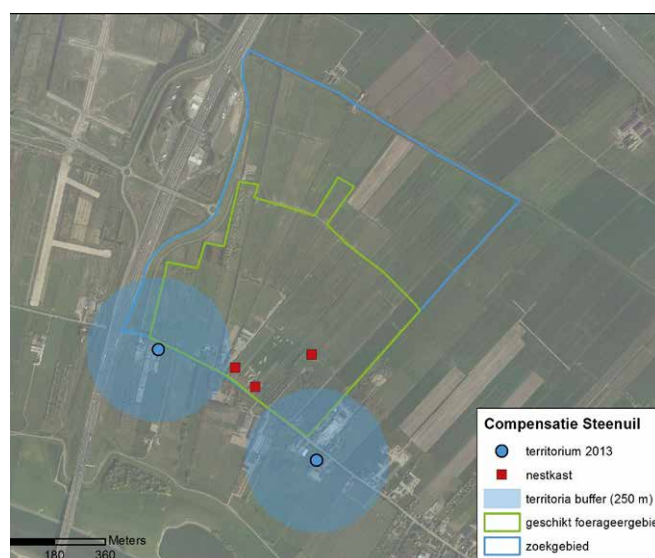 Compensatie Steenuil
territorium 2013
nestkast
territoria buffer (250 m)
geschikt foerageergebie
zoekgebied
Meters
180 360